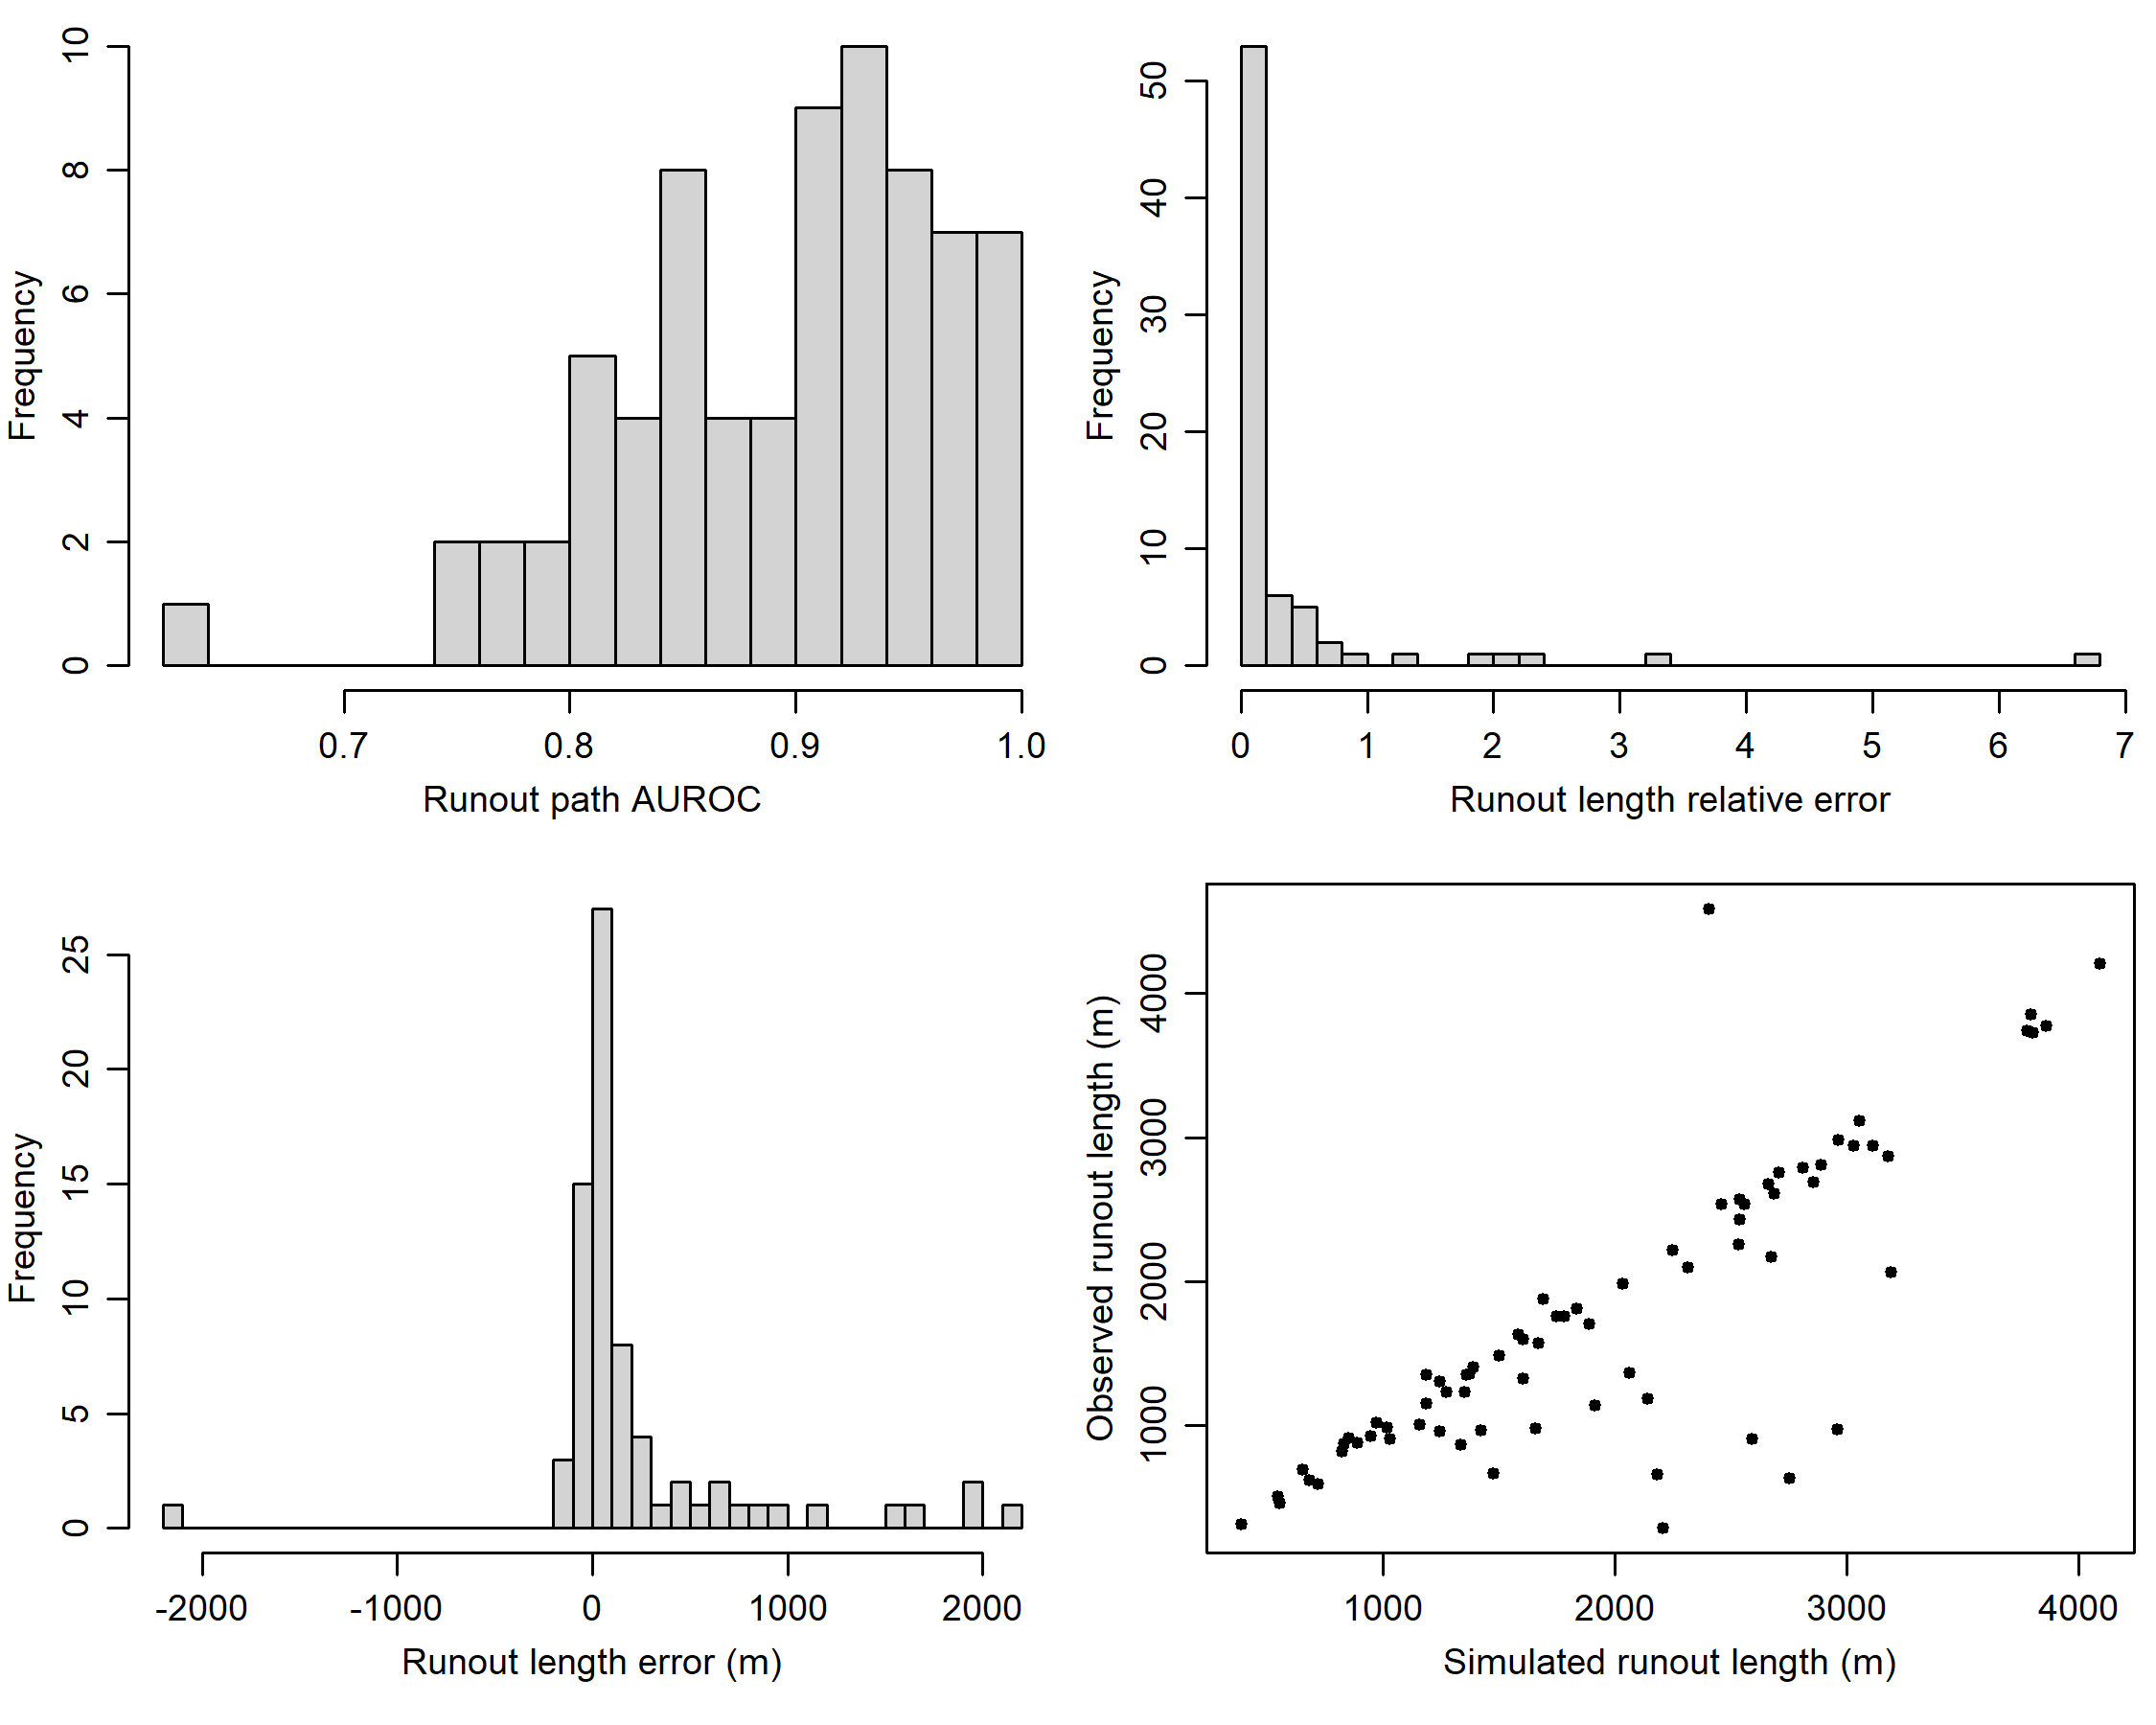 Frequency
0 2 4 6 8 10
0.7 0.8 0.9 1.0
Runout path AUROC
Frequency
0 10 20 30 40 50
0 1 2 3 4 5 6 7
Runout length relative error
Frequency
0 5 10 15 20 25
-2000 -1000 0 1000 2000
Runout length error (m)
Observed runout length (m)
1000 2000 3000 4000
1000 2000 3000 4000
Simulated runout length (m)